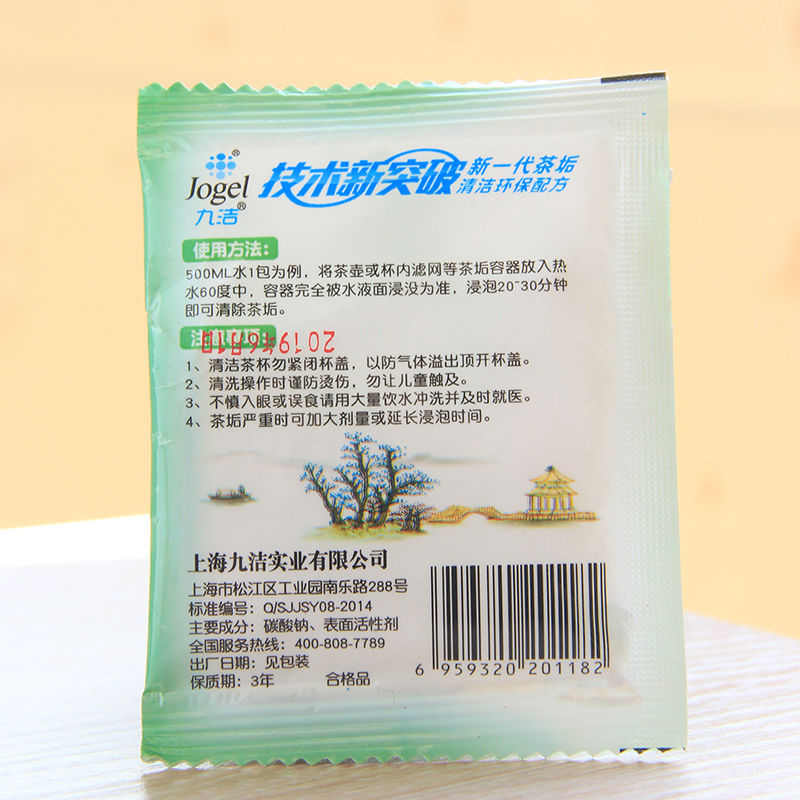 Jogel®
九洁®
技术新突破
新一代茶垢
清洁环保配方
使用方法:
500ML水1包为例，将茶壶或杯内滤网等茶垢容器放入热
水60度中，容器完全被水液面浸没为准，浸泡20~30分钟
即可清除茶垢。
注意事项:
2019年6月10
1、清洁茶杯勿紧闭杯盖，以防气体溢出顶开杯盖。
2、清洗操作时谨防烫伤，勿让儿童触及。
3、不慎入眼或误食请用大量饮水冲洗并及时就医。
4、茶垢严重时可加大剂量或延长浸泡时间。
上海九洁实业有限公司
上海市松江区工业园南乐路288号
标准编号：Q/SJJSY08-2014
主要成分：碳酸钠、表面活性剂
全国服务热线：400-808-7789
出厂日期：见包装
保质期：3年 合格品
6 959320 201182